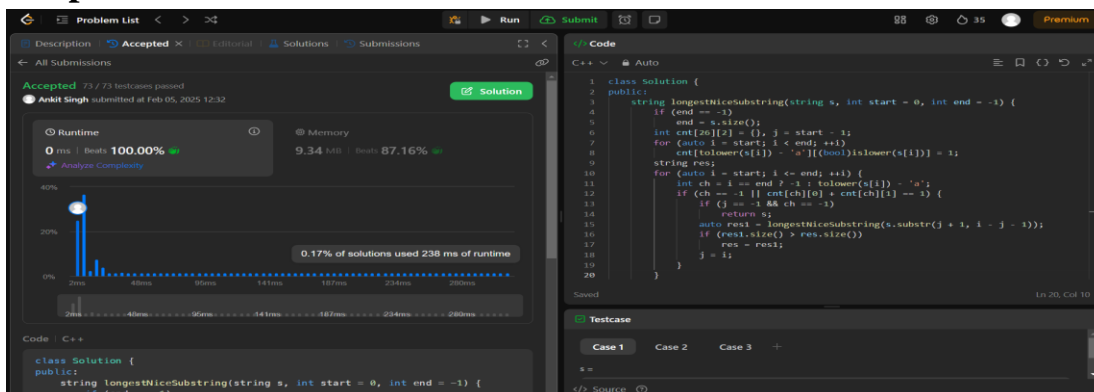 Problem List
Run
Submit
35
Premium
Description
Accepted
Editorial
Solutions
Submissions
All Submissions
Accepted 73 / 73 testcases passed
Ankit Singh submitted at Feb 05, 2025 12:32
Solution
Runtime
0 ms Beats 100.00%
Analyze Complexity
Memory
9.34 MB Beats 87.16%
40%
20%
0%
0.17% of solutions used 238 ms of runtime
2ms 48ms 95ms 141ms 187ms 234ms 280ms
2ms 48ms 95ms 141ms 187ms 234ms 280ms
Code C++
class Solution {
public:
string longestNiceSubstring(string s, int start = 0, int end = -1) {
</> Code
C++ Auto
1 class Solution {
2 public:
3 string longestNiceSubstring(string s, int start = 0, int end = -1) {
4 if (end == -1)
5 end = s.size();
6 int cnt[26][2] = {}, j = start - 1;
7 for (auto i = start; i < end; ++i)
8 cnt[tolower(s[i]) - 'a'][(bool)islower(s[i])] = 1;
9 string res;
10 for (auto i = start; i <= end; ++i) {
11 int ch = i == end ? -1 : tolower(s[i]) - 'a';
12 if (ch == -1 || cnt[ch][0] + cnt[ch][1] == 1) {
13 if (j == -1 && ch == -1)
14 return s;
15 auto res1 = longestNiceSubstring(s.substr(j + 1, i - j - 1));
16 if (res1.size() > res.size())
17 res = res1;
18 j = i;
19 }
20 }
Saved
Ln 20, Col 10
Testcase
Case 1 Case 2 Case 3 +
s =
</> Source